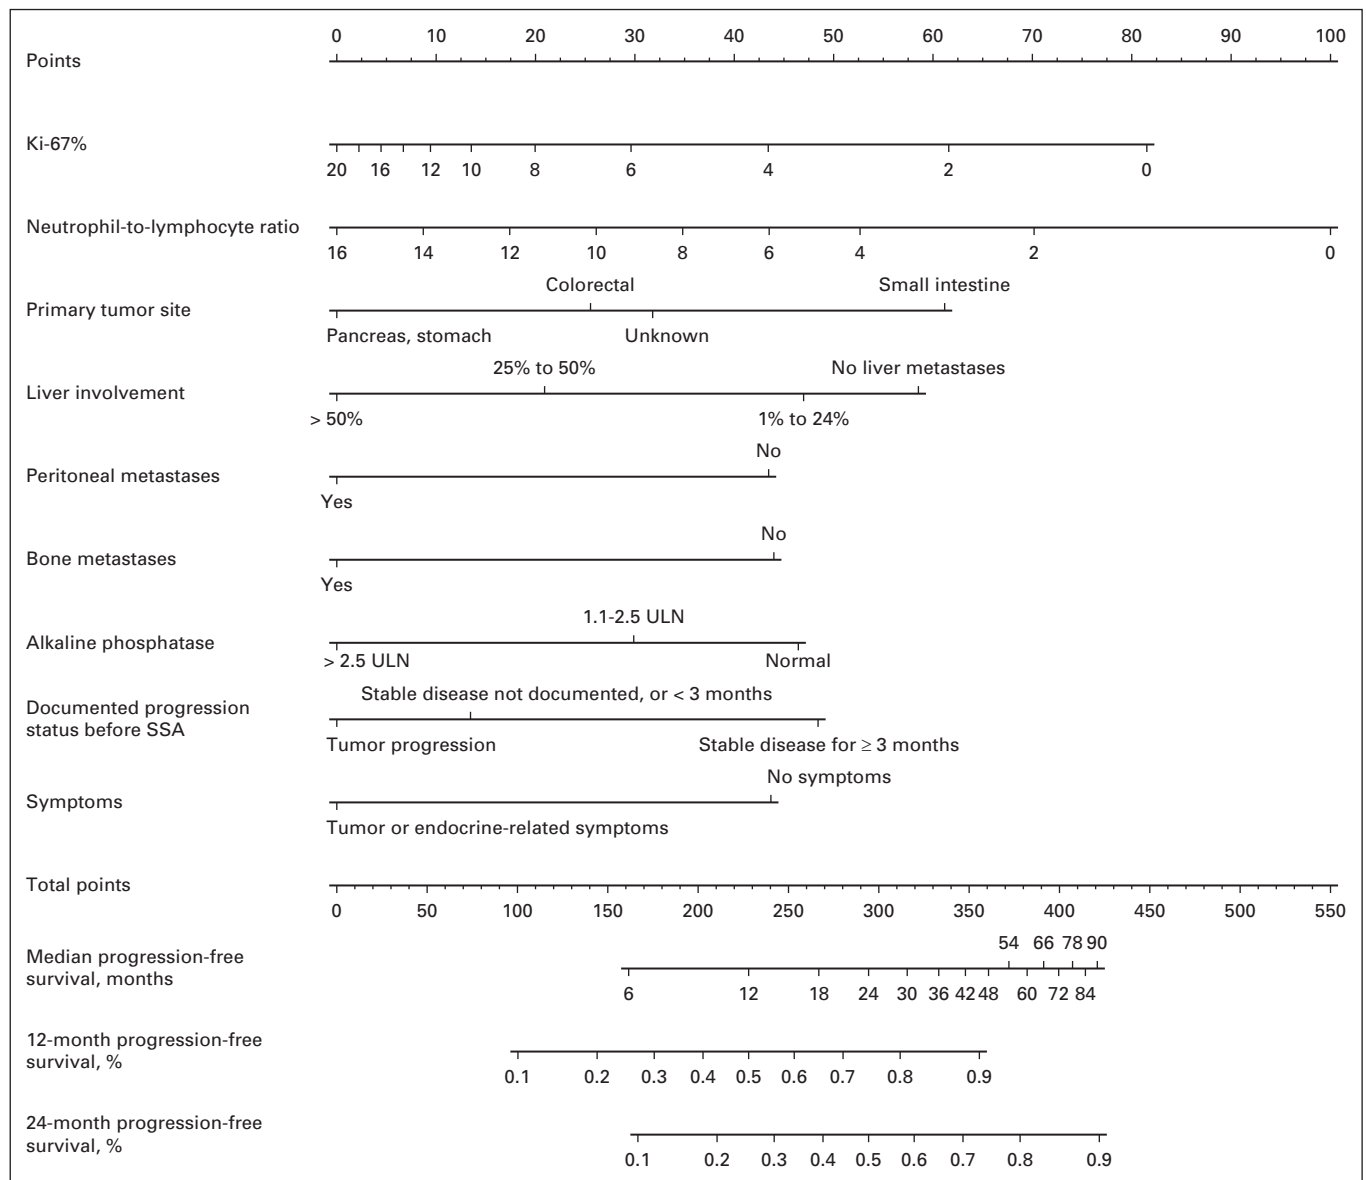 0 10 20 30 40 50 60 70 80 90 100
Points
Ki-67%
20 16 12 10 8 6 4 2 0
Neutrophil-to-lymphocyte ratio
16 14 12 10 8 6 4 2 0
Colorectal Small intestine
Primary tumor site
Pancreas, stomach Unknown
25% to 50% No liver metastases
Liver involvement
> 50% 1% to 24%
No
Peritoneal metastases
Yes
No
Bone metastases
Yes
1.1-2.5 ULN
Alkaline phosphatase
> 2.5 ULN Normal
Stable disease not documented, or < 3 months
Documented progression
status before SSA
Tumor progression Stable disease for ≥ 3 months
No symptoms
Symptoms
Tumor or endocrine-related symptoms
Total points
0 50 100 150 200 250 300 350 400 450 500 550
54 66 78 90
Median progression-free
survival, months
6 12 18 24 30 36 42 48 60 72 84
12-month progression-free
survival, %
0.1 0.2 0.3 0.4 0.5 0.6 0.7 0.8 0.9
24-month progression-free
survival, %
0.1 0.2 0.3 0.4 0.5 0.6 0.7 0.8 0.9